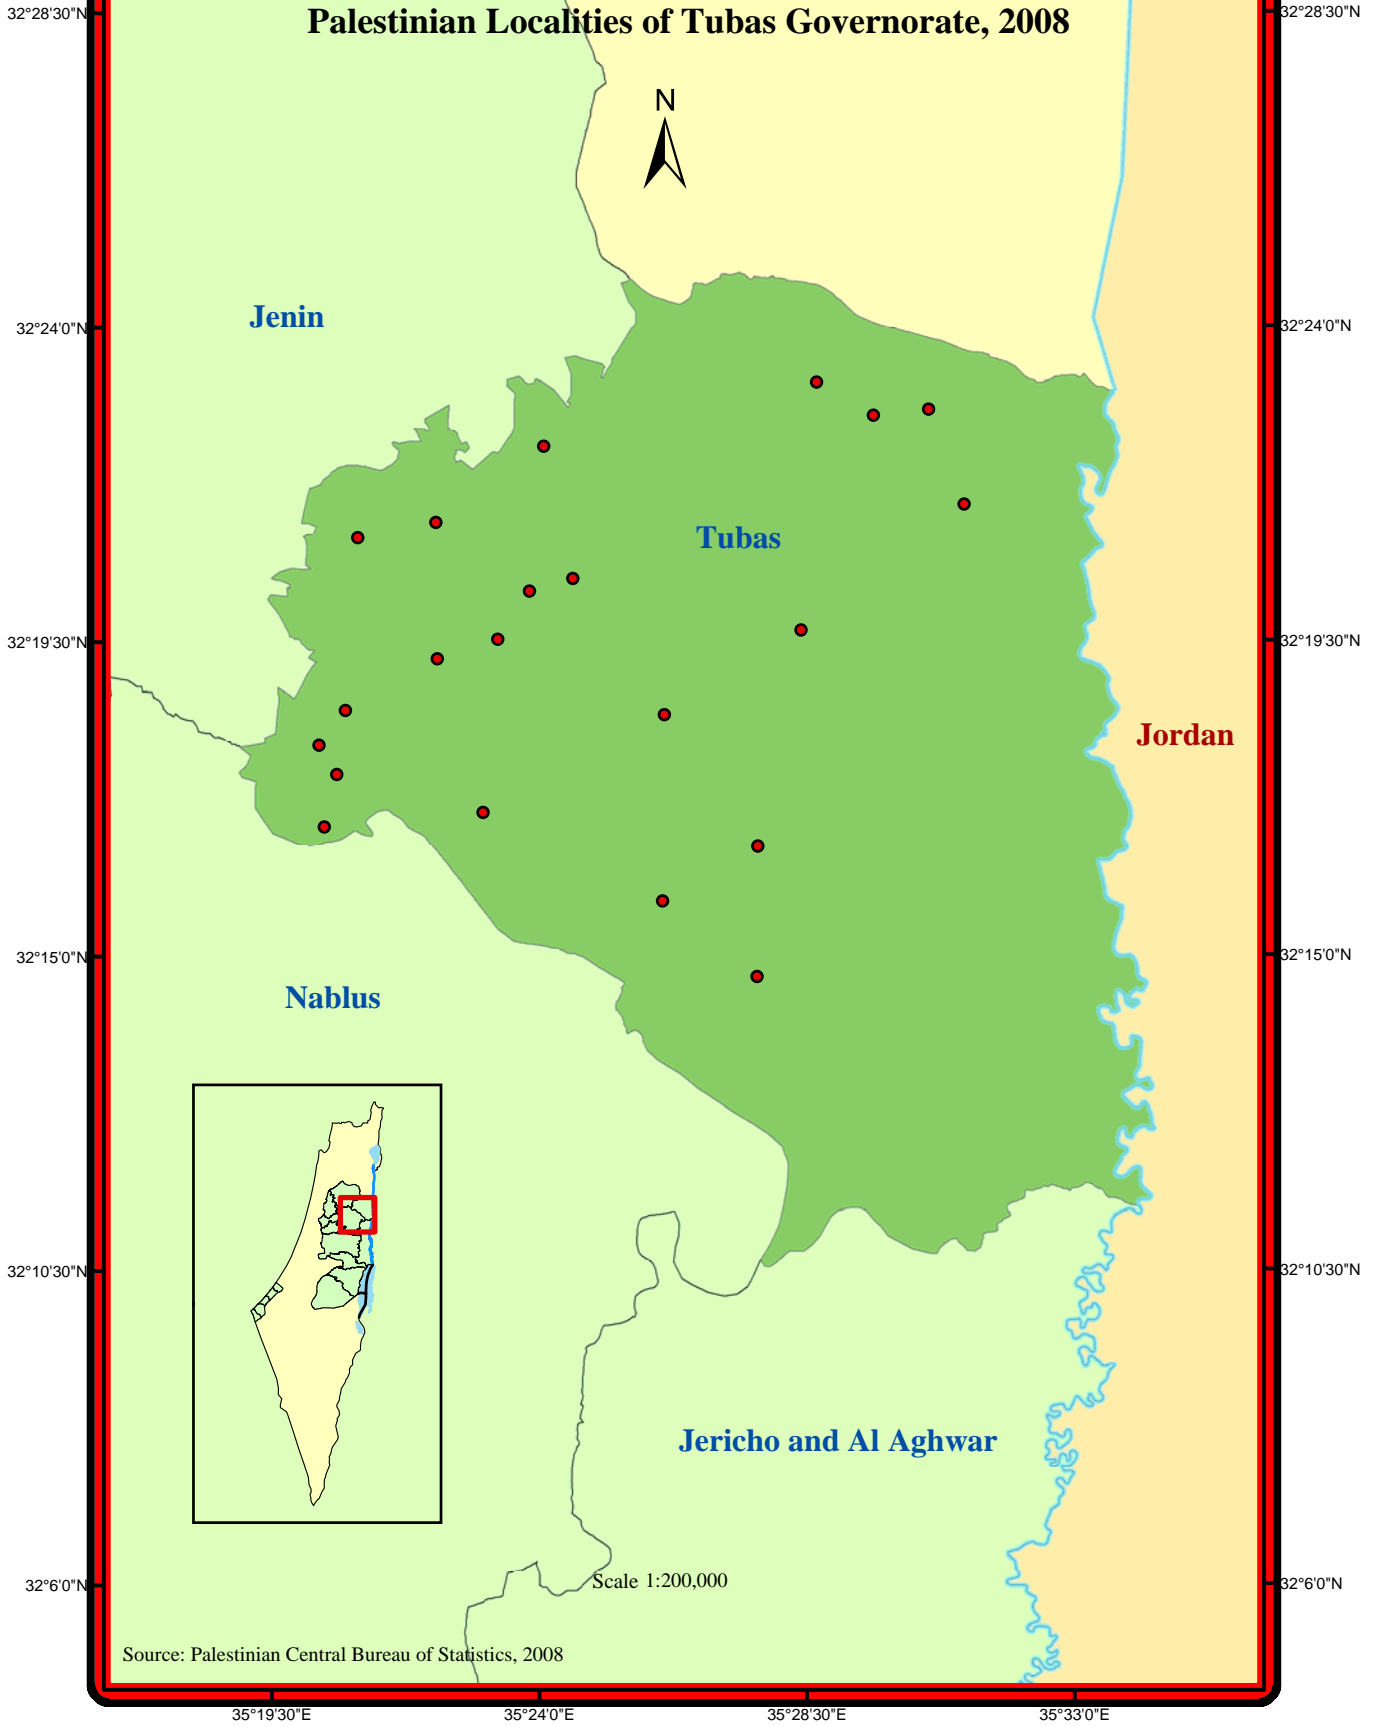 32°28'30"N
32°28'30"N
Palestinian Localities of Tubas Governorate, 2008
N
Jenin
32°24'0"N
32°24'0"N
Tubas
32°19'30"N
32°19'30"N
Jordan
32°15'0"N
32°15'0"N
Nablus
32°10'30"N
32°10'30"N
Jericho and Al Aghwar
Scale 1:200,000
32°6'0"N
32°6'0"N
Source: Palestinian Central Bureau of Statistics, 2008
35°19'30"E
35°24'0"E
35°28'30"E
35°33'0"E